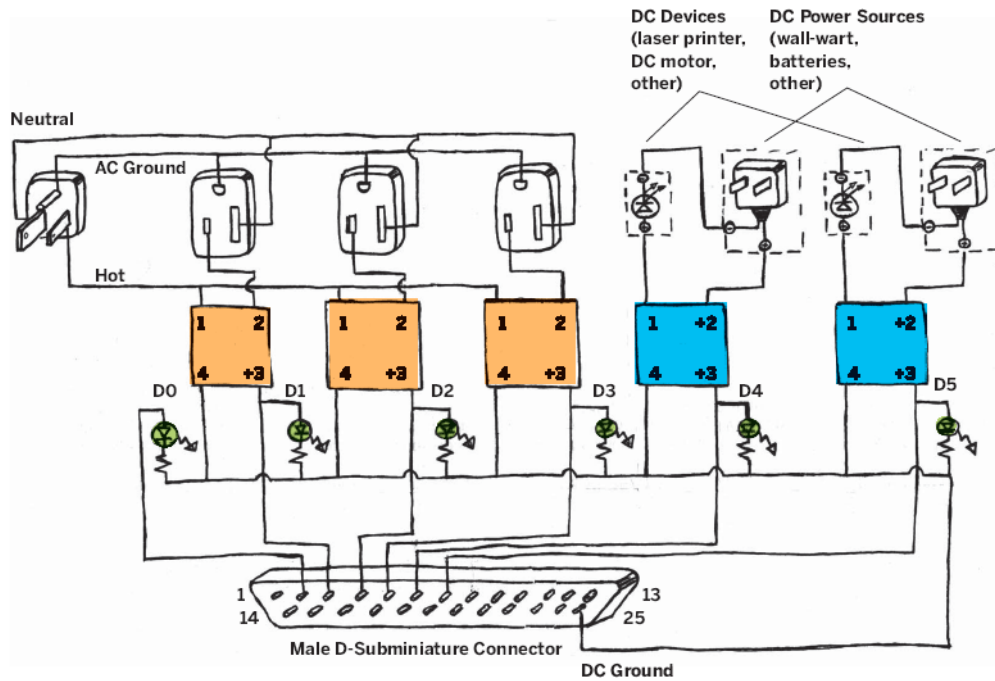 DC Devices
(laser printer,
DC motor,
other)
DC Power Sources
(wall-wart,
batteries,
other)
Neutral
AC Ground
Hot
1 2
4 +3
1 2
4 +3
1 2
4 +3
1 +2
4 +3
1 +2
4 +3
D0 D1 D2 D3 D4 D5
1 13
14 25
Male D-Subminiature Connector
DC Ground